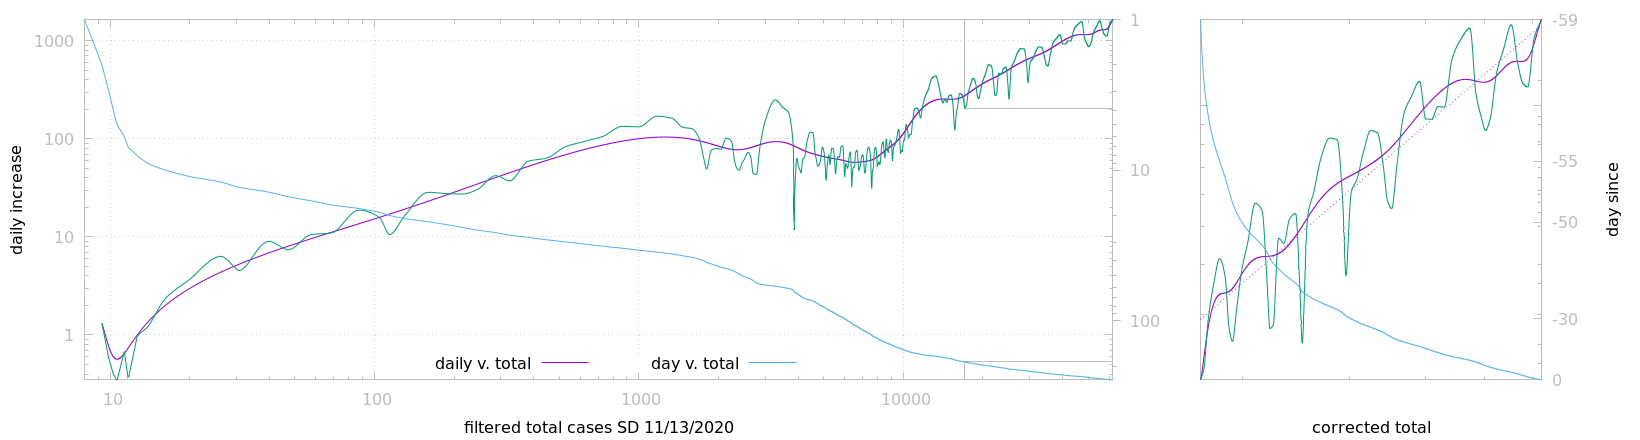 daily increase
1000
100
10
1
10
100
1000
10000
filtered total cases SD 11/13/2020
daily v. total
day v. total
1
10
100
-59
-55
-50
-30
0
day since
corrected total